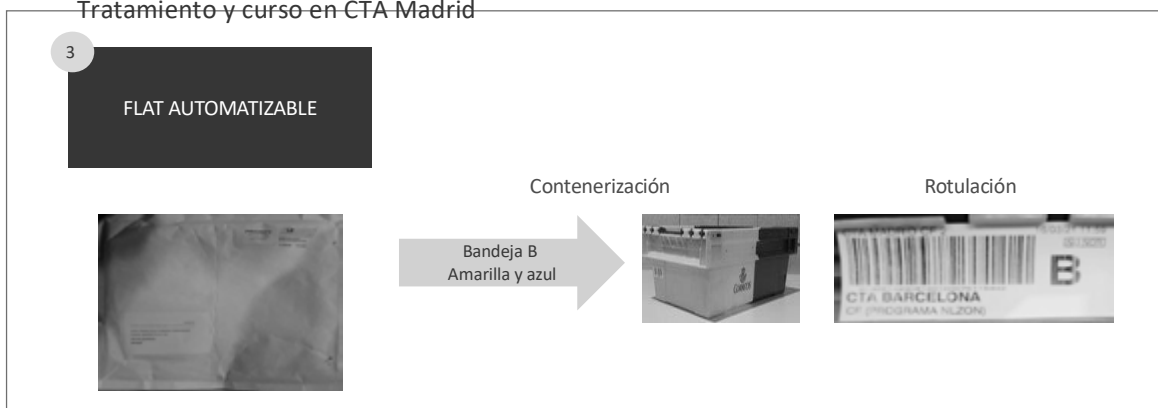 Tratamiento y curso en CTA Madrid
3
FLAT AUTOMATIZABLE
Contenerización
Rotulación
Bandeja B
Amarilla y azul
B
CTA BARCELONA
CF (PROGRAMA NLZON)